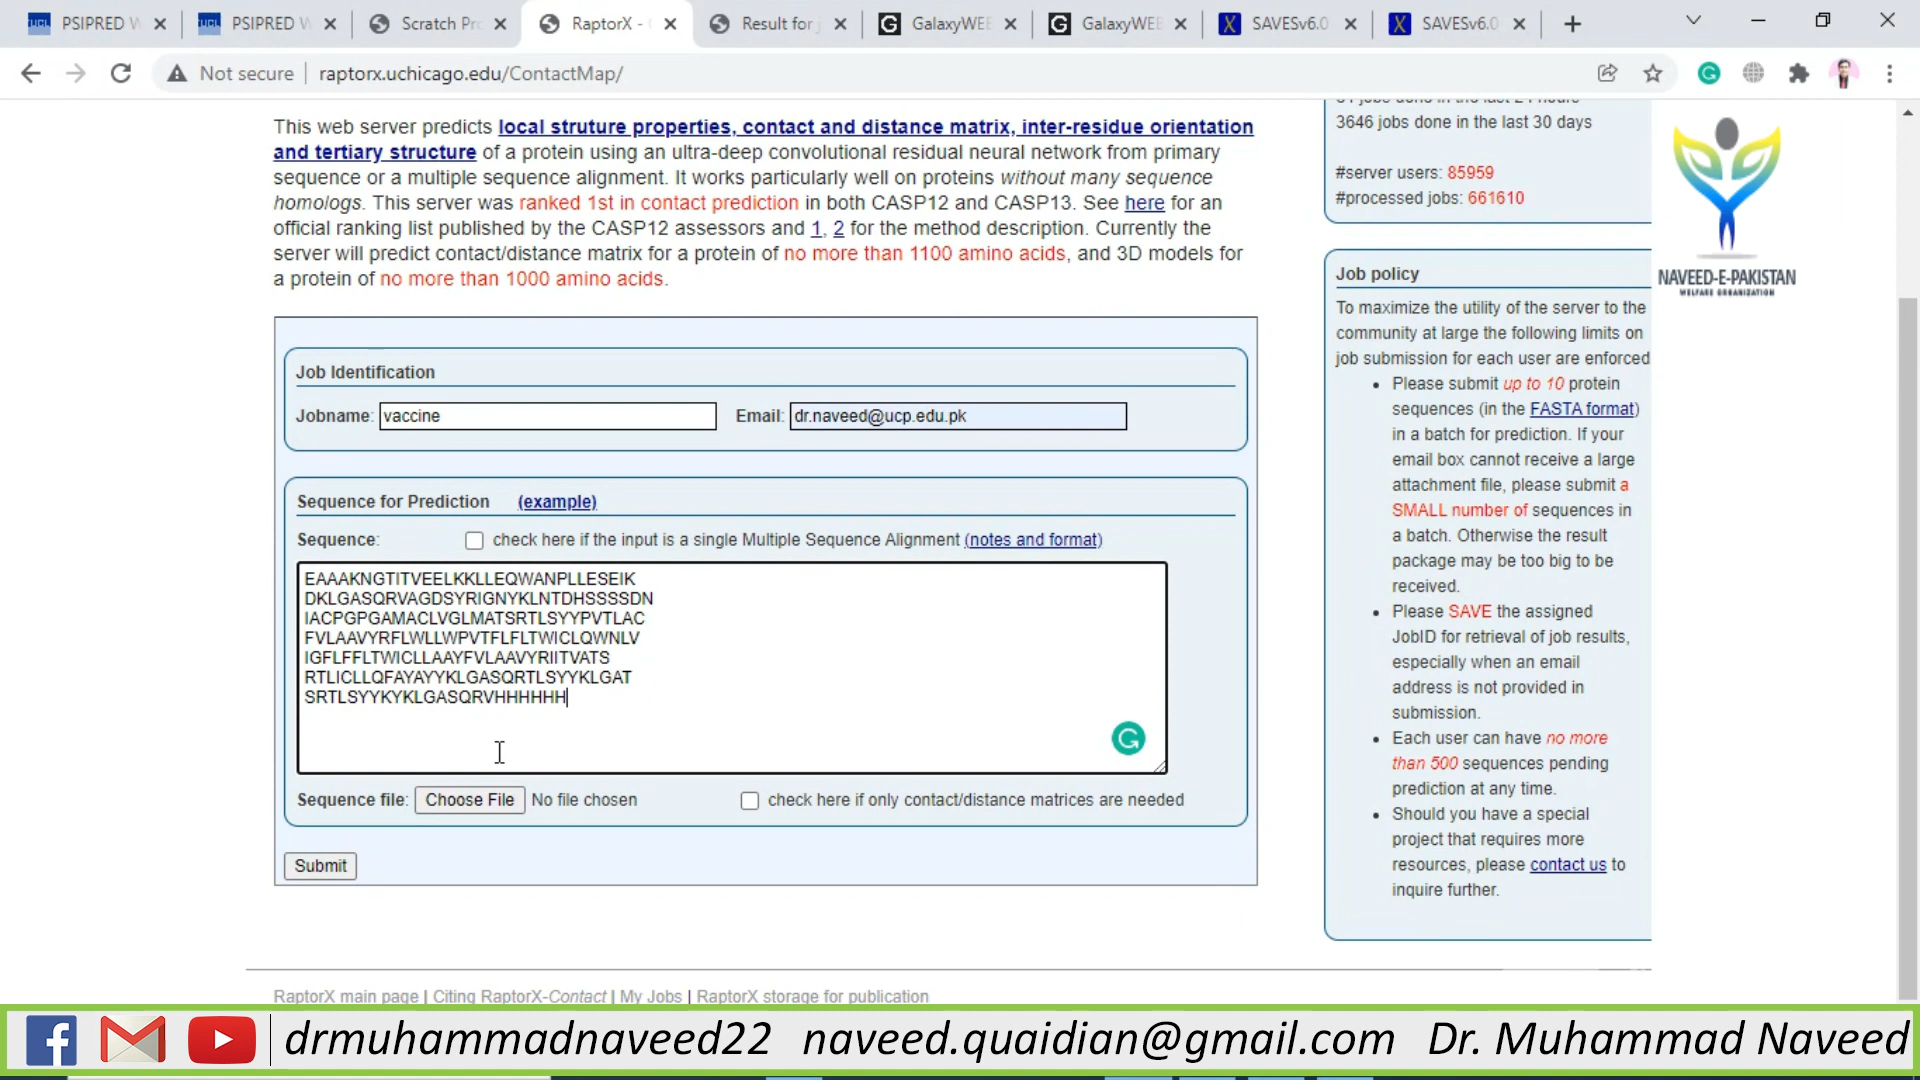 PSIPRED W
PSIPRED W
Scratch Pro
RaptorX -
Result for j
GalaxyWEB
GalaxyWEB
SAVESv6.0
SAVESv6.0
Not secure
raptorx.uchicago.edu/ContactMap/
This web server predicts local struture properties, contact and distance matrix, inter-residue orientation
and tertiary structure of a protein using an ultra-deep convolutional residual neural network from primary
sequence or a multiple sequence alignment. It works particularly well on proteins without many sequence
homologs. This server was ranked 1st in contact prediction in both CASP12 and CASP13. See here for an
official ranking list published by the CASP12 assessors and 1, 2 for the method description. Currently the
server will predict contact/distance matrix for a protein of no more than 1100 amino acids, and 3D models for
a protein of no more than 1000 amino acids.
Job Identification
Jobname: vaccine Email: dr.naveed@ucp.edu.pk
Sequence for Prediction (example)
Sequence: check here if the input is a single Multiple Sequence Alignment (notes and format)
EAAAKNGTITVEELKKLLEQWANPLLESEIK
DKLGASQRVAGDSYRIGNYKLNTDHSSSSDN
IACPGPGAMACLVGLMATSRTLSYYPVTLAC
FVLAAVYRFLWLLWPVTFLFLTWICLQWNLV
IGFLFFLTWICLLAAYFVLAAVYRIITVATS
RTLICLLQFAYAYYKLGASQRTLSYYKLGAT
SRTLSYYKYKLGASQRVHHHHHH
Sequence file: Choose File No file chosen check here if only contact/distance matrices are needed
Submit
3646 jobs done in the last 30 days
#server users: 85959
#processed jobs: 661610
Job policy
To maximize the utility of the server to the
community at large the following limits on
job submission for each user are enforced
Please submit up to 10 protein
sequences (in the FASTA format)
in a batch for prediction. If your
email box cannot receive a large
attachment file, please submit a
SMALL number of sequences in
a batch. Otherwise the result
package may be too big to be
received.
Please SAVE the assigned
JobID for retrieval of job results,
especially when an email
address is not provided in
submission.
Each user can have no more
than 500 sequences pending
prediction at any time.
Should you have a special
project that requires more
resources, please contact us to
inquire further.
NAVEED-E-PAKISTAN
WELFARE ORGANIZATION
RaptorX main page | Citing RaptorX-Contact | My Jobs | RaptorX storage for publication
drmuhammadnaveed22 naveed.quaidian@gmail.com Dr. Muhammad Naveed